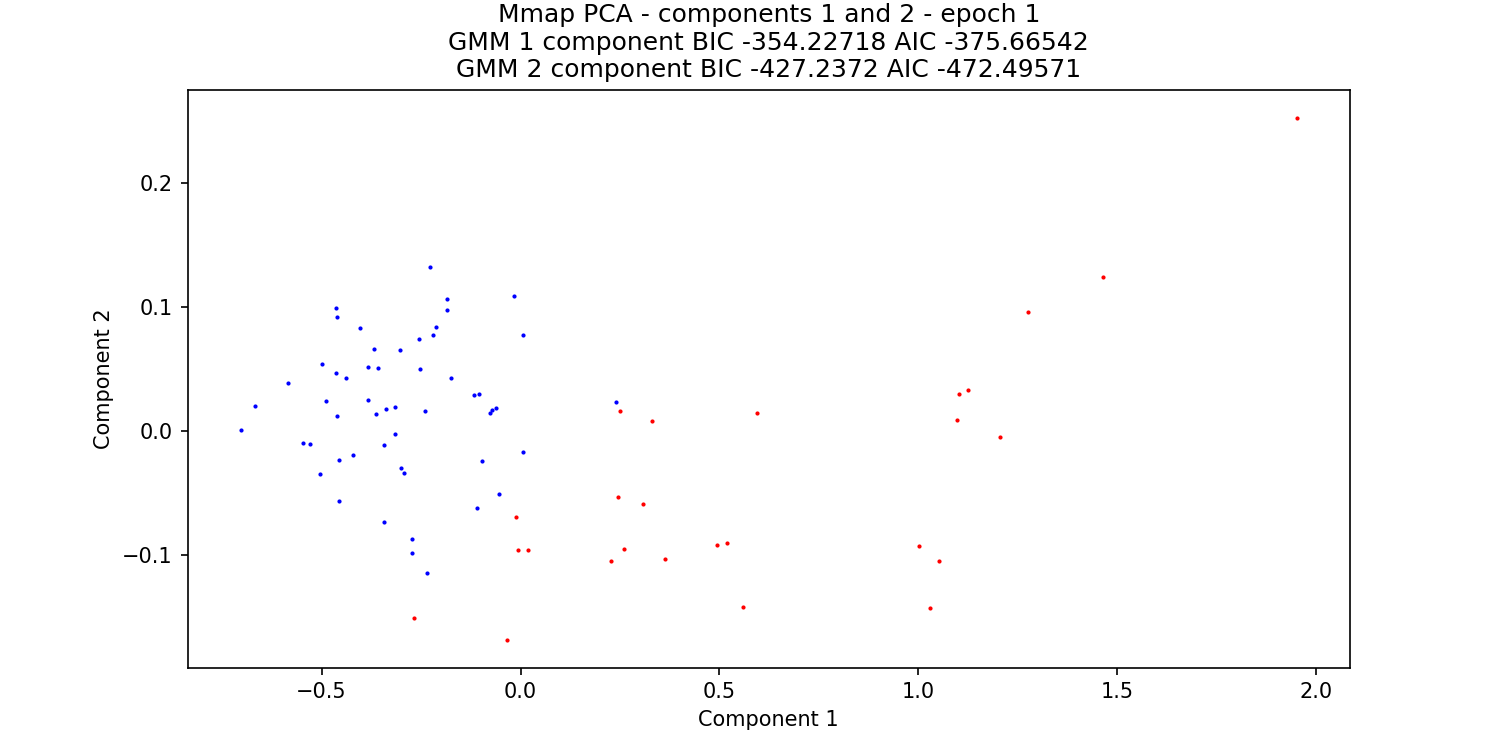 Mmap PCA - components 1 and 2 - epoch 1
GMM 1 component BIC -354.22718 AIC -375.66542
GMM 2 component BIC -427.2372 AIC -472.49571
0.2
0.1
0.0
−0.1
Component 2
−0.5
0.0
0.5
1.0
1.5
2.0
Component 1